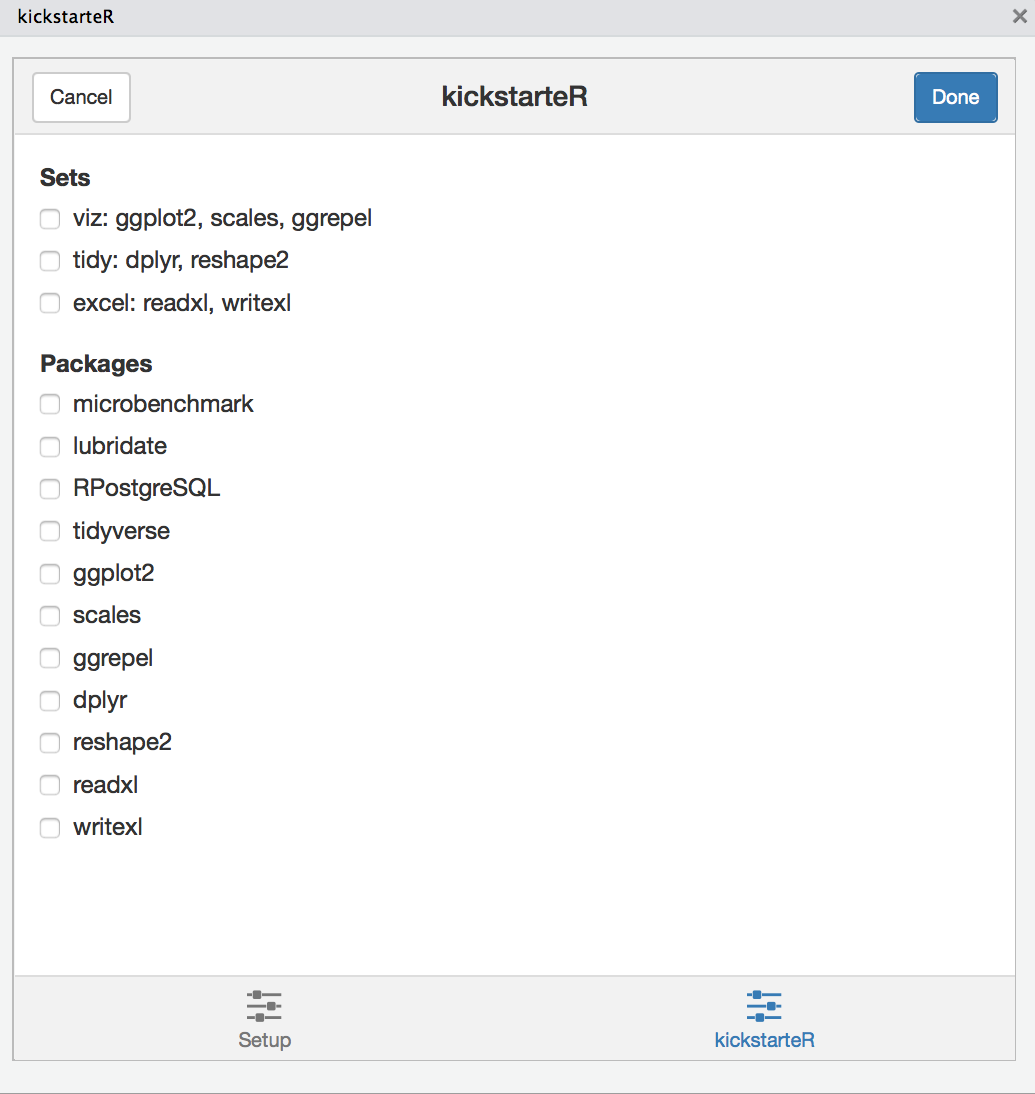 kickstarteR
Cancel
kickstarteR
Done
Sets
viz: ggplot2, scales, ggrepel
tidy: dplyr, reshape2
excel: readxl, writexl
Packages
microbenchmark
lubridate
RPostgreSQL
tidyverse
ggplot2
scales
ggrepel
dplyr
reshape2
readxl
writexl
Setup
kickstarteR